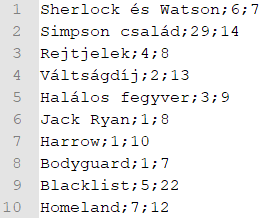 1 Sherlock és Watson;6;7
2 Simpson család;29;14
3 Rejtjelek;4;8
4 Váltságdíj;2;13
5 Halálos fegyver;3;9
6 Jack Ryan;1;8
7 Harrow;1;10
8 Bodyguard;1;7
9 Blacklist;5;22
10 Homeland;7;12